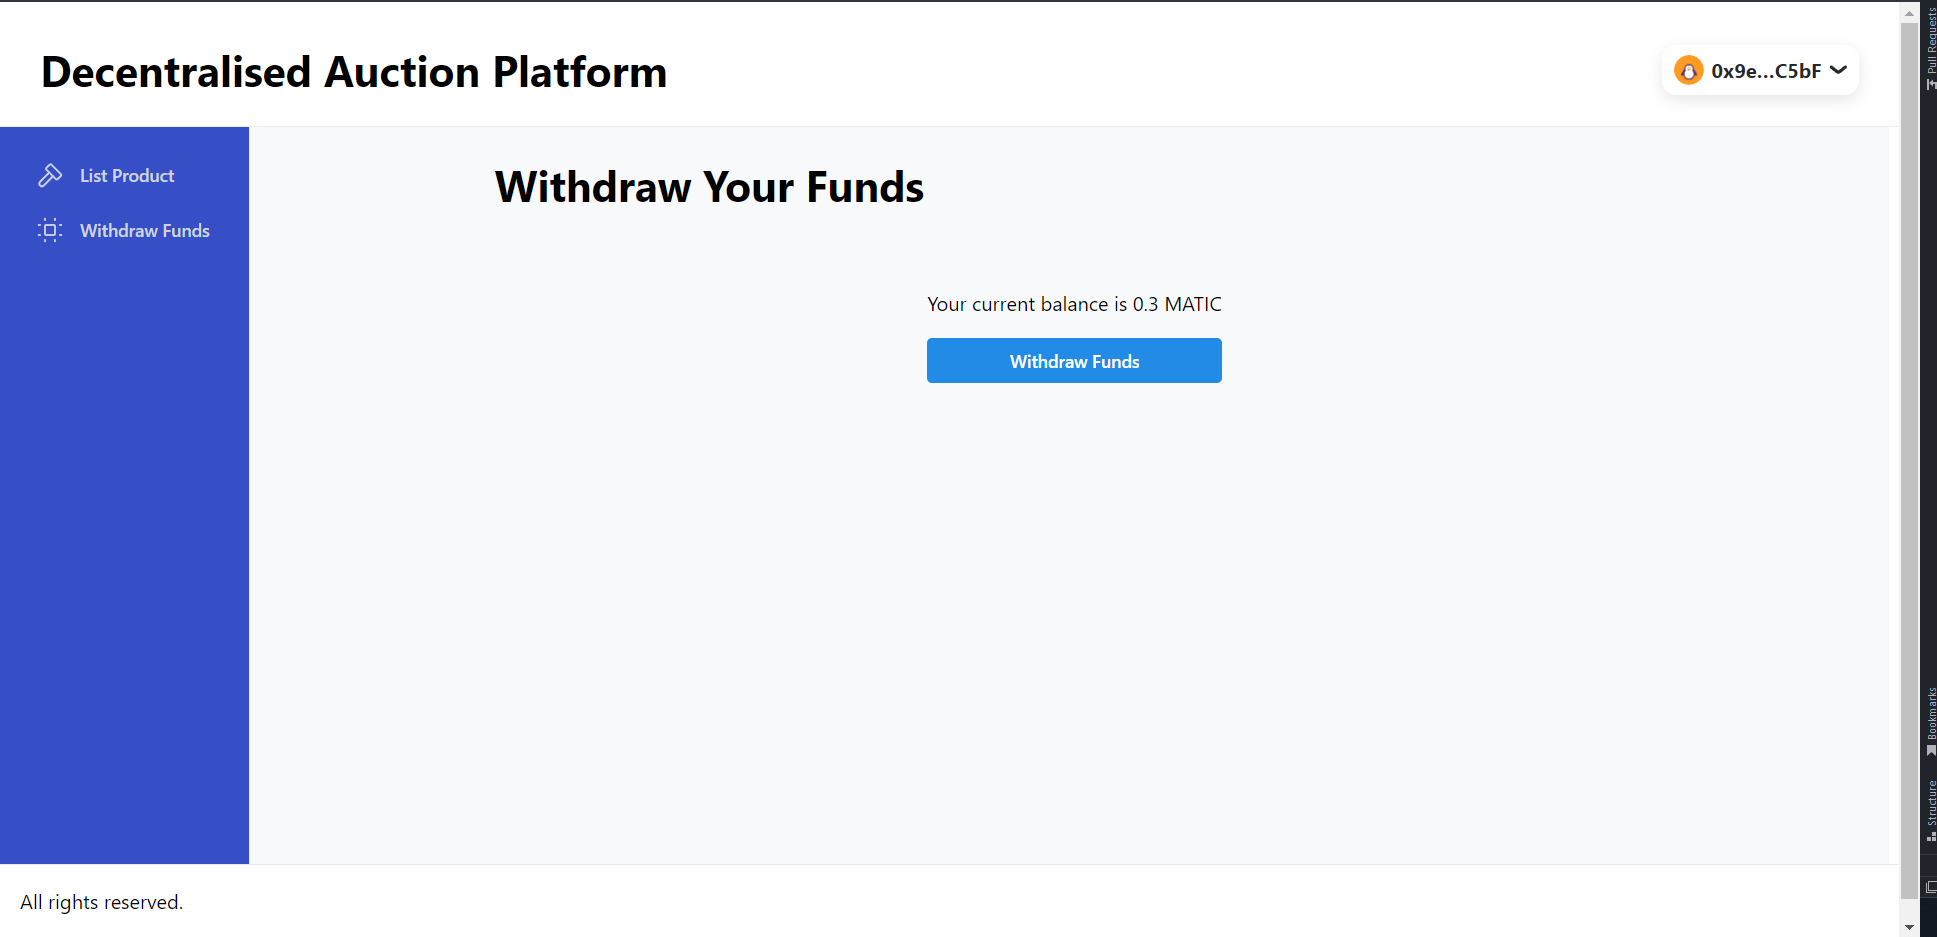 Decentralised Auction Platform
0x9e...C5bF
List Product
Withdraw Funds
Withdraw Your Funds
Your current balance is 0.3 MATIC
Withdraw Funds
All rights reserved.
Pull Requests
Bookmarks
Structure